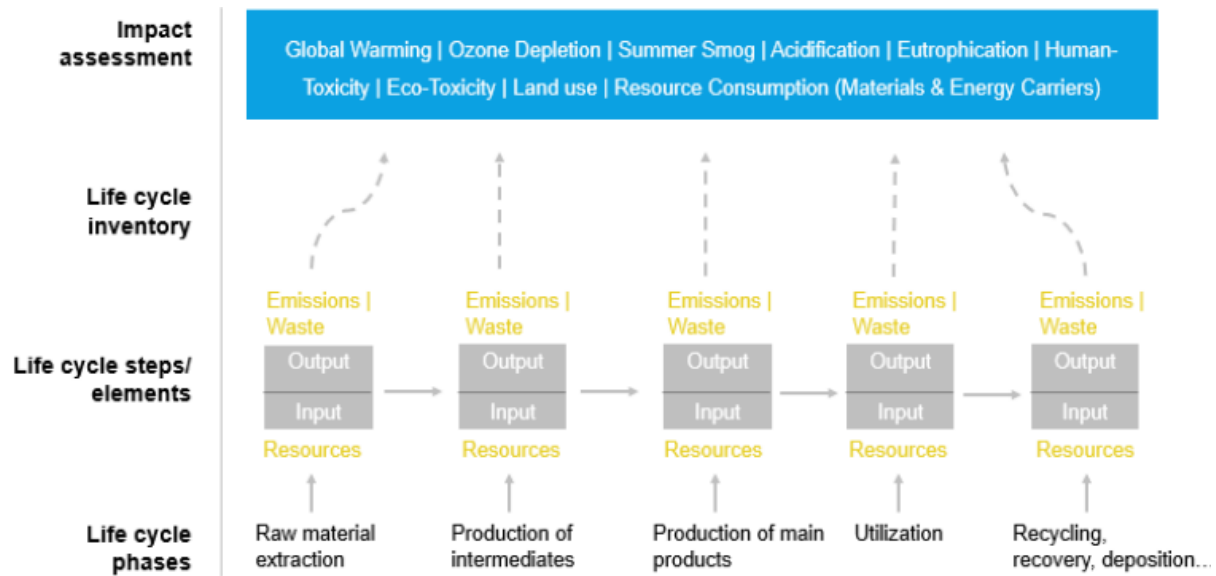 Impact
assessment
Global Warming | Ozone Depletion | Summer Smog | Acidification | Eutrophication | Human-
Toxicity | Eco-Toxicity | Land use | Resource Consumption (Materials & Energy Carriers)
Life cycle
inventory
Emissions |
Waste
Emissions |
Waste
Emissions |
Waste
Emissions |
Waste
Emissions |
Waste
Life cycle steps/
elements
Output
Input
Output
Input
Output
Input
Output
Input
Output
Input
Resources
Resources
Resources
Resources
Resources
Life cycle
phases
Raw material
extraction
Production of
intermediates
Production of main
products
Utilization
Recycling,
recovery, deposition...